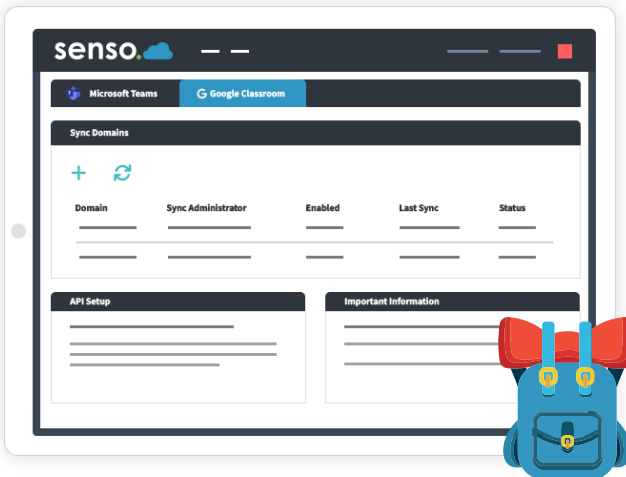 senso.
Microsoft Teams
Google Classroom
Sync Domains
Domain Sync Administrator Enabled Last Sync Status
API Setup
Important Information